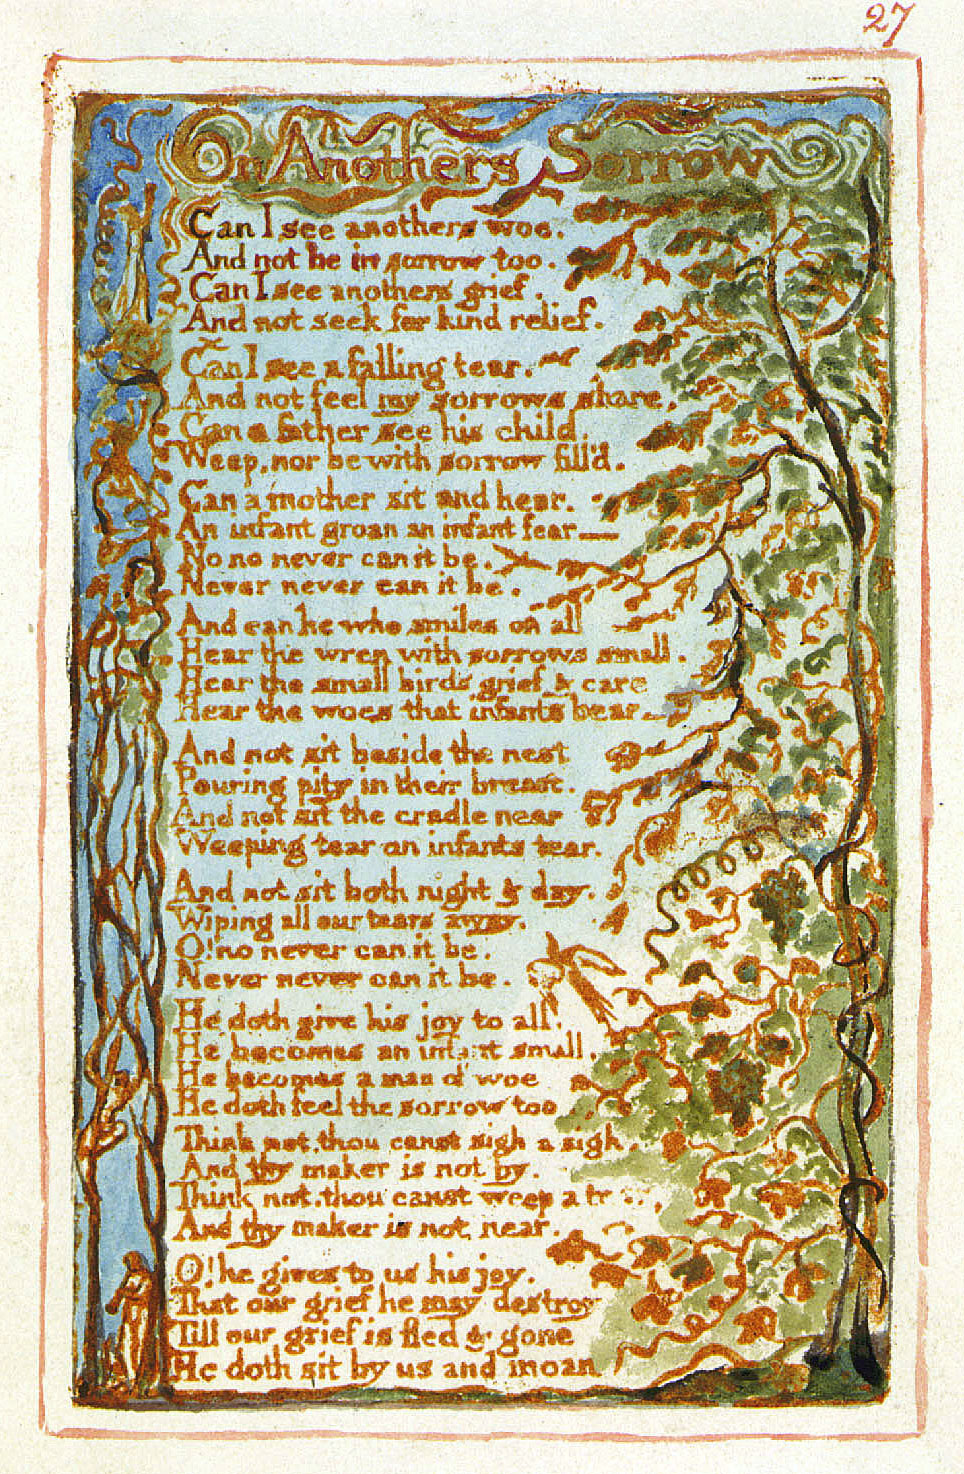 27
On Anothers Sorrow
Can I see anothers woe.
And not be in sorrow too.
Can I see anothers grief.
And not seek for kind relief.
Can I see a falling tear.
And not feel my sorrows share,
Can a father see his child,
Weep, nor be with sorrow fill'd.
Can a mother sit and hear.
An infant groan an infant fear—
No no never can it be.
Never never can it be.
And can he who smiles on all
Hear the wren with sorrows small.
Hear the small birds grief & care
Hear the woes that infants bear—
And not sit beside the nest
Pouring pity in their breast.
And not sit the cradle near
Weeping tear on infants tear.
And not sit both night & day.
Wiping all our tears away.
O! no never can it be.
Never never can it be.
He doth give his joy to all.
He becomes an infant small.
He becomes a man of woe
He doth feel the sorrow too
Think not, thou canst sigh a sigh
And thy maker is not by.
Think not, thou canst weep a
And thy maker is not near.
O! he gives to us his joy.
That our grief he may destroy
Till our grief is fled & gone
He doth sit by us and moan